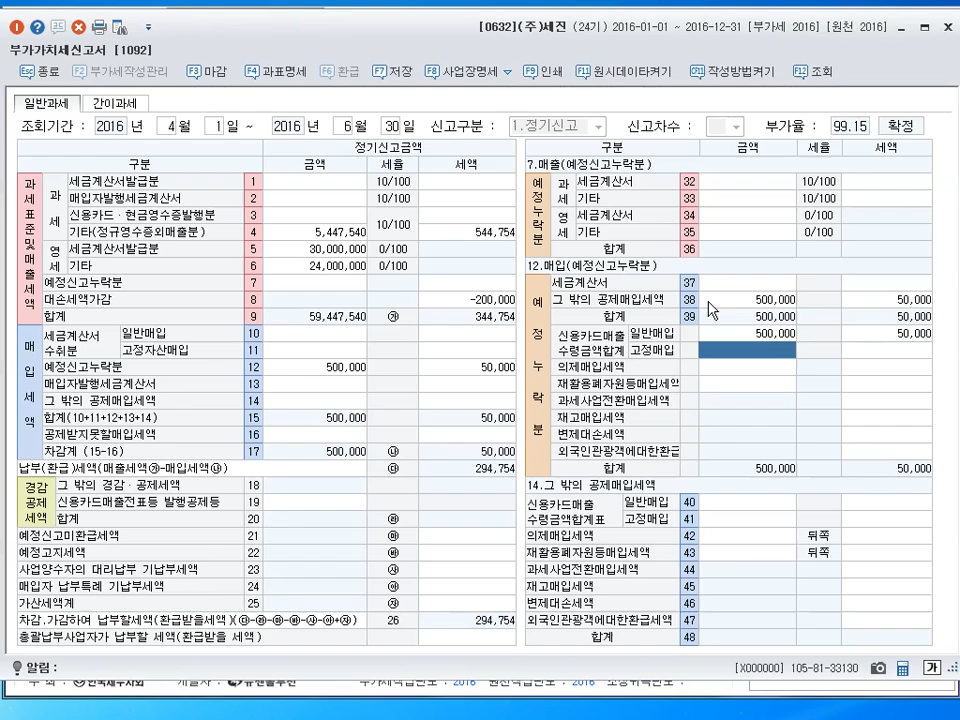 [0632](주)세진 (24기) 2016-01-01 ~ 2016-12-31 [부가세 2016] [원천 2016]
부가가치세신고서 [1092]
Esc 종료 F2 부가세작성관리 F3 마감 F4 과표명세 F6 환급 F7 저장 F8 사업장명세 F9 인쇄 F11 원시데이타켜기 CF11 작성방법켜기 F12 조회
일반과세 간이과세
조회기간 : 2016 년 4 월 1 일 ~ 2016 년 6 월 30 일 신고구분 : 1.정기신고 신고차수 : 부가율 : 99.15 확정
정기신고금액
구분 금액 세율 세액
과세표준및매출세액
과세 세금계산서발급분 1 10/100
매입자발행세금계산서 2 10/100
신용카드·현금영수증발행분 3 10/100
기타(정규영수증외매출분) 4 5,447,540 544,754
영세 세금계산서발급분 5 30,000,000 0/100
기타 6 24,000,000 0/100
예정신고누락분 7
대손세액가감 8 -200,000
합계 9 59,447,540 ㉮ 344,754
매입세액
세금계산서 일반매입 10
수취분 고정자산매입 11
예정신고누락분 12 500,000 50,000
매입자발행세금계산서 13
그 밖의 공제매입세액 14
합계(10+11+12+13+14) 15 500,000 50,000
공제받지못할매입세액 16
차감계 (15-16) 17 500,000 ㉯ 50,000
납부(환급)세액(매출세액㉮-매입세액㉯) ㉰ 294,754
경감공제세액
그 밖의 경감·공제세액 18
신용카드매출전표등 발행공제등 19
합계 20 ㉱
예정신고미환급세액 21 ㉲
예정고지세액 22 ㉳
사업양수자의 대리납부 기납부세액 23 ㉴
매입자 납부특례 기납부세액 24 ㉵
가산세액계 25 ㉶
차감.가감하여 납부할세액(환급받을세액)(㉰-㉱-㉲-㉳-㉴-㉵+㉶) 26 294,754
총괄납부사업자가 납부할 세액(환급받을 세액)
구분 금액 세율 세액
7.매출(예정신고누락분)
예정누락분
과세 세금계산서 32 10/100
기타 33 10/100
영세 세금계산서 34 0/100
기타 35 0/100
합계 36
12.매입(예정신고누락분)
예정누락분
세금계산서 37
그 밖의 공제매입세액 38 500,000 50,000
합계 39 500,000 50,000
신용카드매출 일반매입 500,000 50,000
수령금액합계 고정매입
의제매입세액
재활용폐자원등매입세액
과세사업전환매입세액
재고매입세액
변제대손세액
외국인관광객에대한환급
합계 500,000 50,000
14.그 밖의 공제매입세액
신용카드매출 일반매입 40
수령금액합계표 고정매입 41
의제매입세액 42 뒤쪽
재활용폐자원등매입세액 43 뒤쪽
과세사업전환매입세액 44
재고매입세액 45
변제대손세액 46
외국인관광객에대한환급세액 47
합계 48
알림 : [X000000] 105-81-33130 가